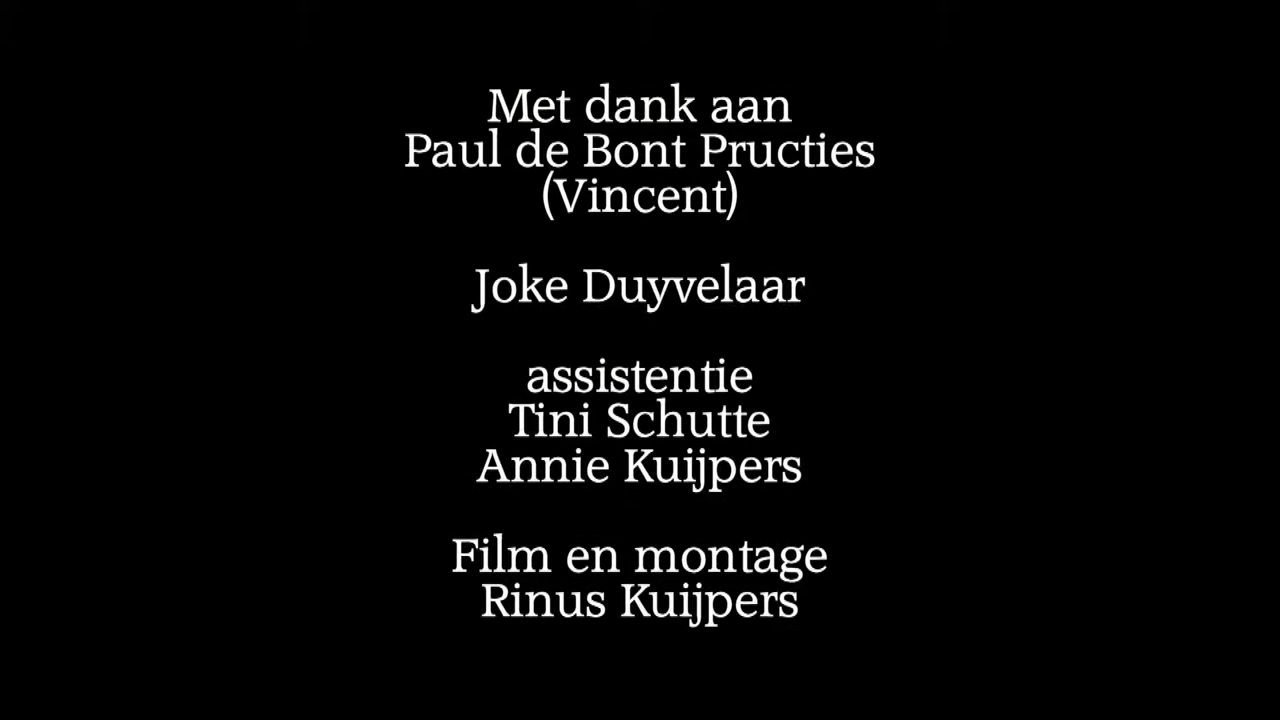 Met dank aan
Paul de Bont Pructies
(Vincent)
Joke Duyvelaar
assistentie
Tini Schutte
Annie Kuijpers
Film en montage
Rinus Kuijpers